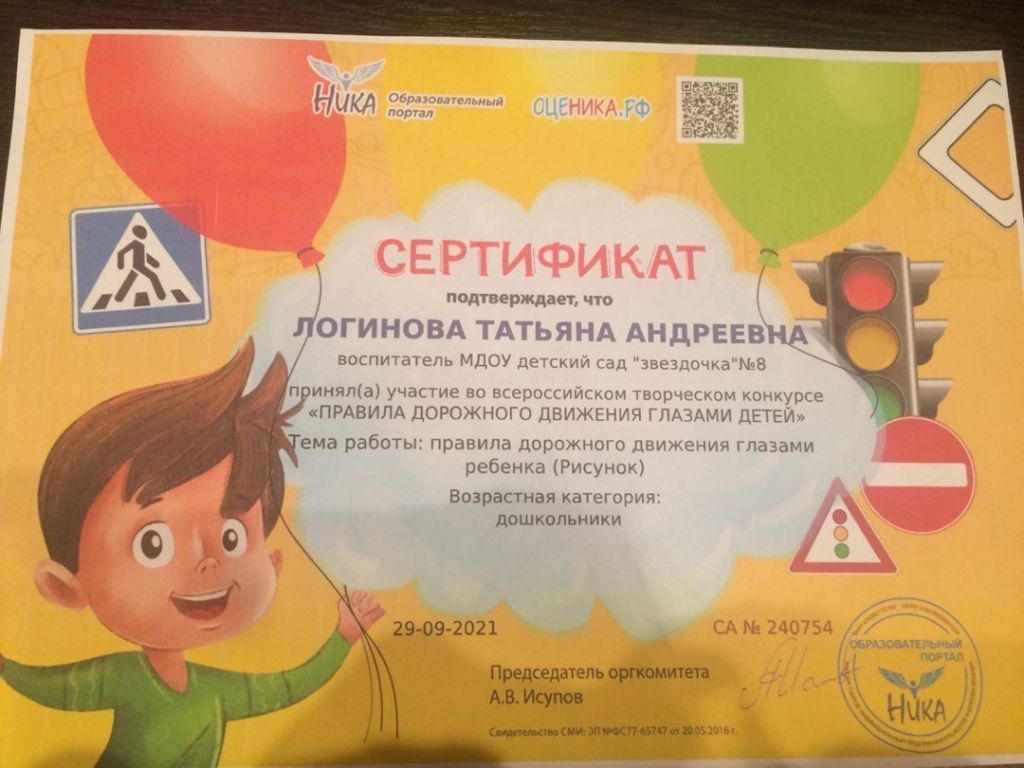 НИКА Образовательный портал
ОЦЕНИКА.РФ
СЕРТИФИКАТ
подтверждает, что
ЛОГИНОВА ТАТЬЯНА АНДРЕЕВНА
воспитатель МДОУ детский сад "звездочка"№8
принял(а) участие во всероссийском творческом конкурсе
«ПРАВИЛА ДОРОЖНОГО ДВИЖЕНИЯ ГЛАЗАМИ ДЕТЕЙ»
Тема работы: правила дорожного движения глазами
ребенка (Рисунок)
Возрастная категория:
дошкольники
29-09-2021
СА № 240754
Председатель оргкомитета
А.В. Исупов
Свидетельство СМИ: ЭЛ №ФС77-65747 от 20.05.2016 г.
ОБРАЗОВАТЕЛЬНЫЙ
ПОРТАЛ
НИКА